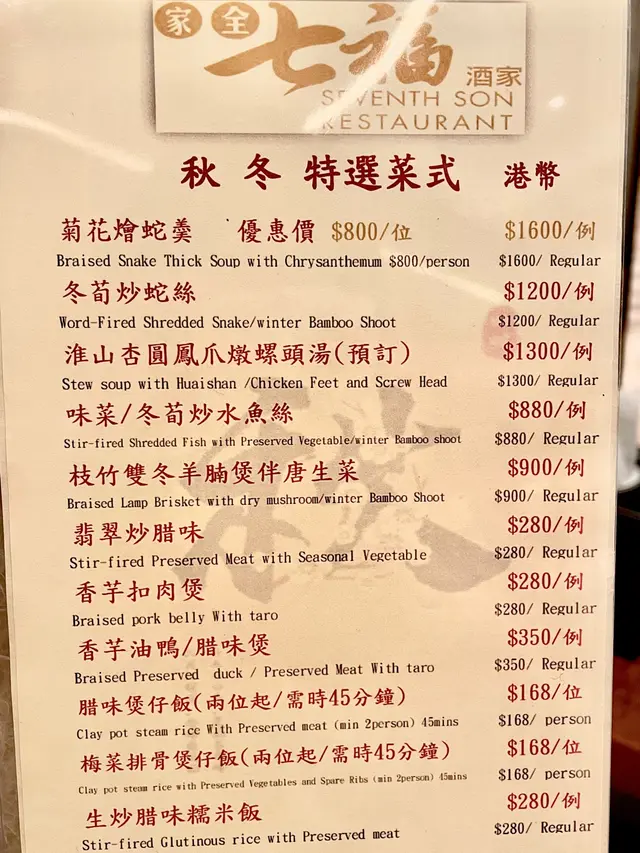 家全七福酒家
SEVENTH SON
RESTAURANT
秋冬特選菜式 港幣
菊花燴蛇羹 優惠價 $800/位 $1600/例
Braised Snake Thick Soup with Chrysanthemum $800/person $1600/ Regular
冬荀炒蛇絲 $1200/例
Word-Fired Shredded Snake/winter Bamboo Shoot $1200/ Regular
淮山杏圓鳳爪燉螺頭湯(預訂) $1300/例
Stew soup with Huaishan /Chicken Feet and Screw Head $1300/ Regular
味菜/冬荀炒水魚絲 $880/例
Stir-fired Shredded Fish with Preserved Vegetable/winter Bamboo shoot $880/ Regular
枝竹雙冬羊腩煲伴唐生菜 $900/例
Braised Lamp Brisket with dry mushroom/winter Bamboo Shoot $900/ Regular
翡翠炒腊味 $280/例
Stir-fired Preserved Meat with Seasonal Vegetable $280/ Regular
香芋扣肉煲 $280/例
Braised pork belly With taro $280/ Regular
香芋油鴨/腊味煲 $350/例
Braised Preserved duck / Preserved Meat With taro $350/ Regular
腊味煲仔飯(兩位起/需時45分鐘) $168/位
Clay pot steam rice With Preserved meat (min 2person) 45mins $168/ person
梅菜排骨煲仔飯(兩位起/需時45分鐘) $168/位
Clay pot steam rice with Preserved Vegetables and Spare Ribs (min 2person) 45mins $168/ person
生炒腊味糯米飯 $280/例
Stir-fired Glutinous rice with Preserved meat $280/ Regular